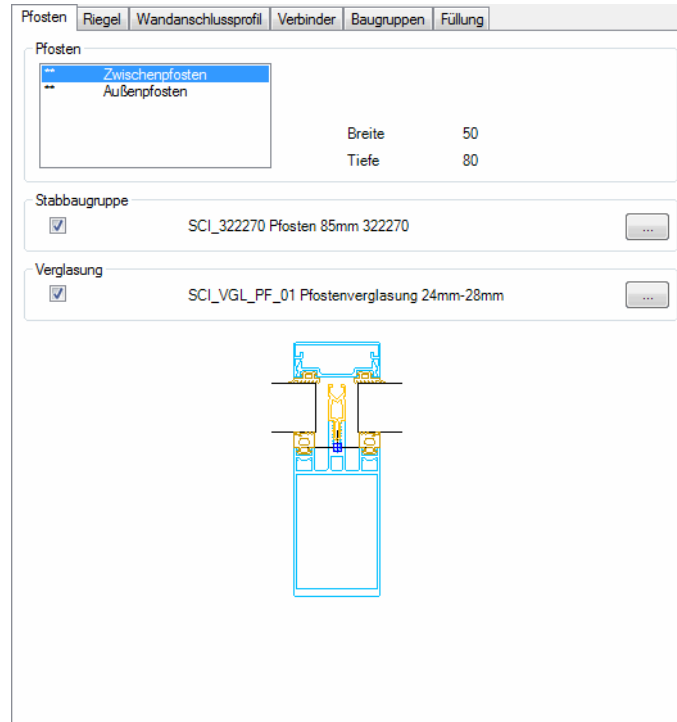 Pfosten Riegel Wandanschlussprofil Verbinder Baugruppen Füllung
Pfosten
** Zwischenpfosten
** Außenpfosten
Breite 50
Tiefe 80
Stabbaugruppe
SCI_322270 Pfosten 85mm 322270 ...
Verglasung
SCI_VGL_PF_01 Pfostenverglasung 24mm-28mm ...